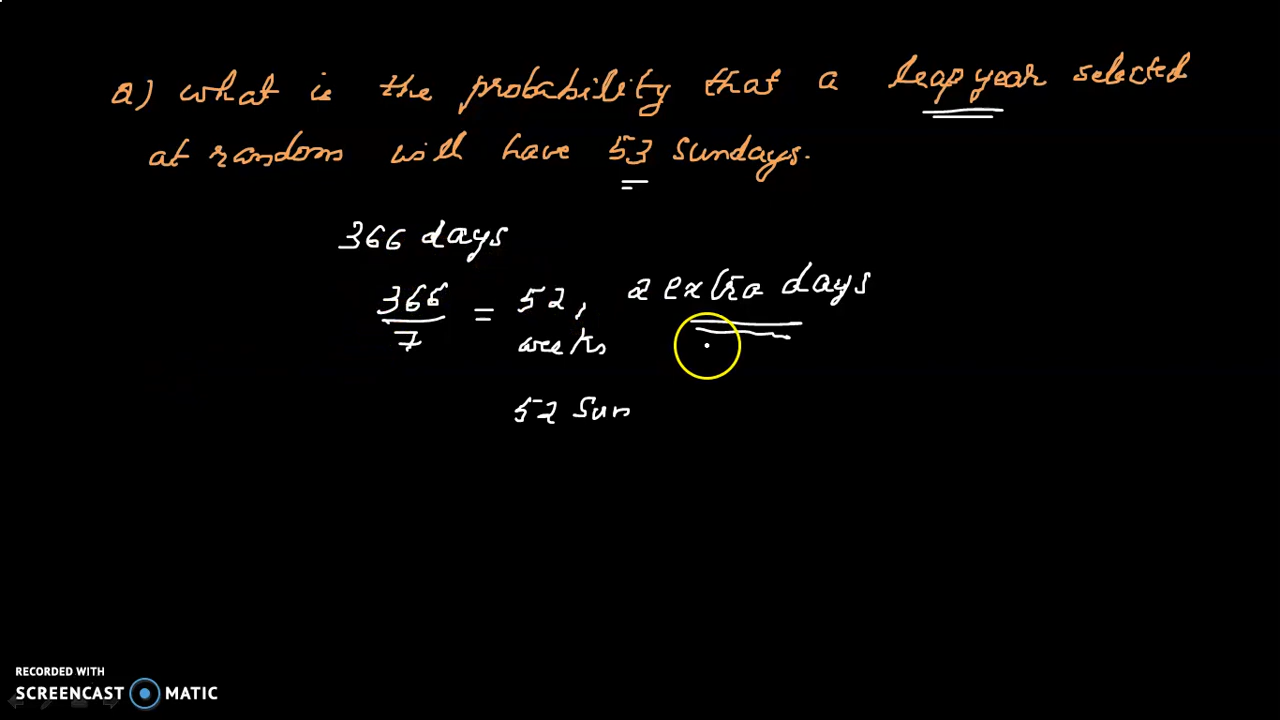 Q) what is the probability that a leap year selected
at random will have 53 sundays.
366 days
366/7 = 52, 2 extra days
weeks
52 Sun
RECORDED WITH
SCREENCAST MATIC